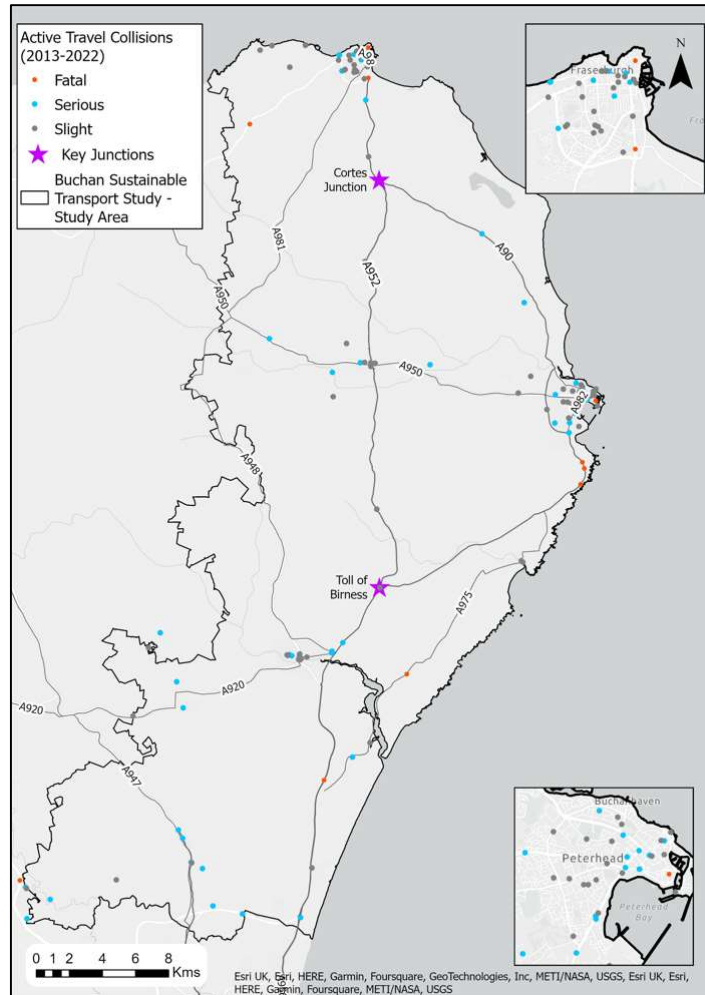 Active Travel Collisions
(2013-2022)
Fatal
Serious
Slight
Key Junctions
Buchan Sustainable
Transport Study -
Study Area
A98
Fraserburgh
N
Cortes
Junction
A981
A952
A90
A950
A950
A982
A948
Toll of
Birness
A975
A920
A920
A947
Buchanhaven
Peterhead
Peterhead
Bay
0 1 2 4 6 8
Kms
Esri UK, Esri, HERE, Garmin, Foursquare, GeoTechnologies, Inc, METI/NASA, USGS, Esri UK, Esri,
HERE, Garmin, Foursquare, METI/NASA, USGS